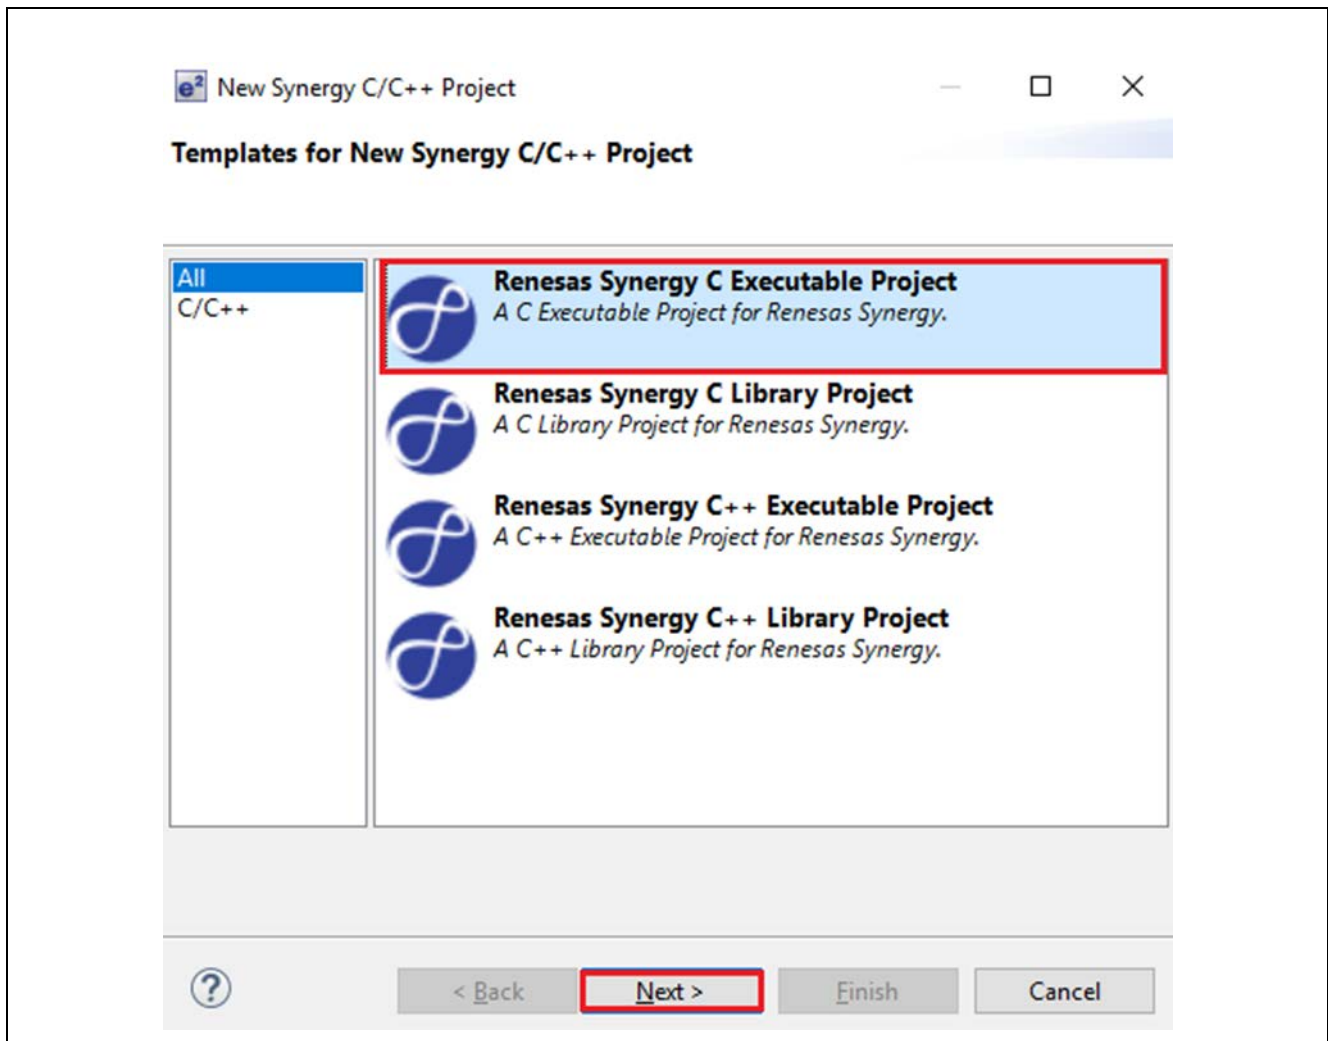 e² New Synergy C/C++ Project
Templates for New Synergy C/C++ Project
All
C/C++
Renesas Synergy C Executable Project
A C Executable Project for Renesas Synergy.
Renesas Synergy C Library Project
A C Library Project for Renesas Synergy.
Renesas Synergy C++ Executable Project
A C++ Executable Project for Renesas Synergy.
Renesas Synergy C++ Library Project
A C++ Library Project for Renesas Synergy.
? < Back Next > Finish Cancel